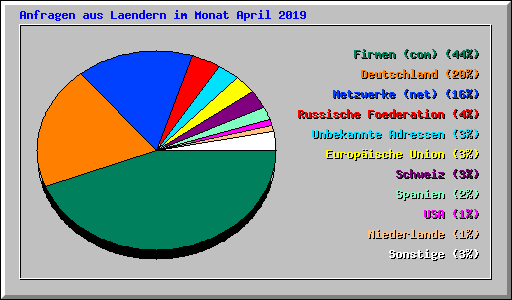 Anfragen aus Laendern im Monat April 2019
Firmen (com) (44%)
Deutschland (20%)
Netzwerke (net) (16%)
Russische Foederation (4%)
Unbekannte Adressen (3%)
Europäische Union (3%)
Schweiz (3%)
Spanien (2%)
USA (1%)
Niederlande (1%)
Sonstige (3%)